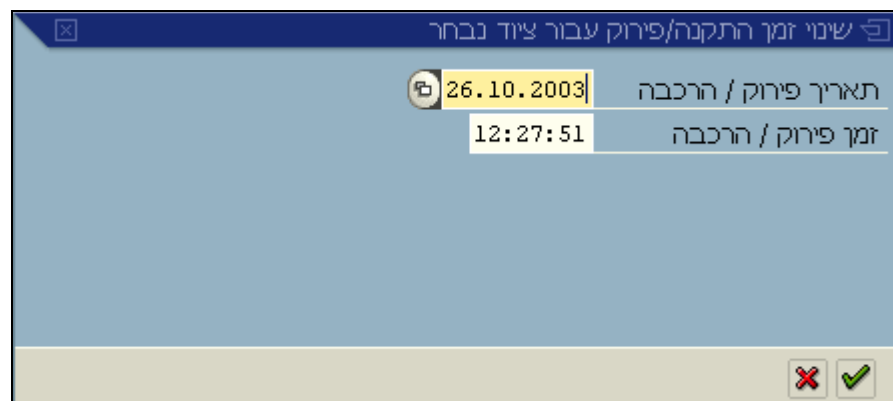 שינוי זמן התקנה/פירוק עבור ציוד נבחר
תאריך פירוק / הרכבה 26.10.2003
זמן פירוק / הרכבה 12:27:51